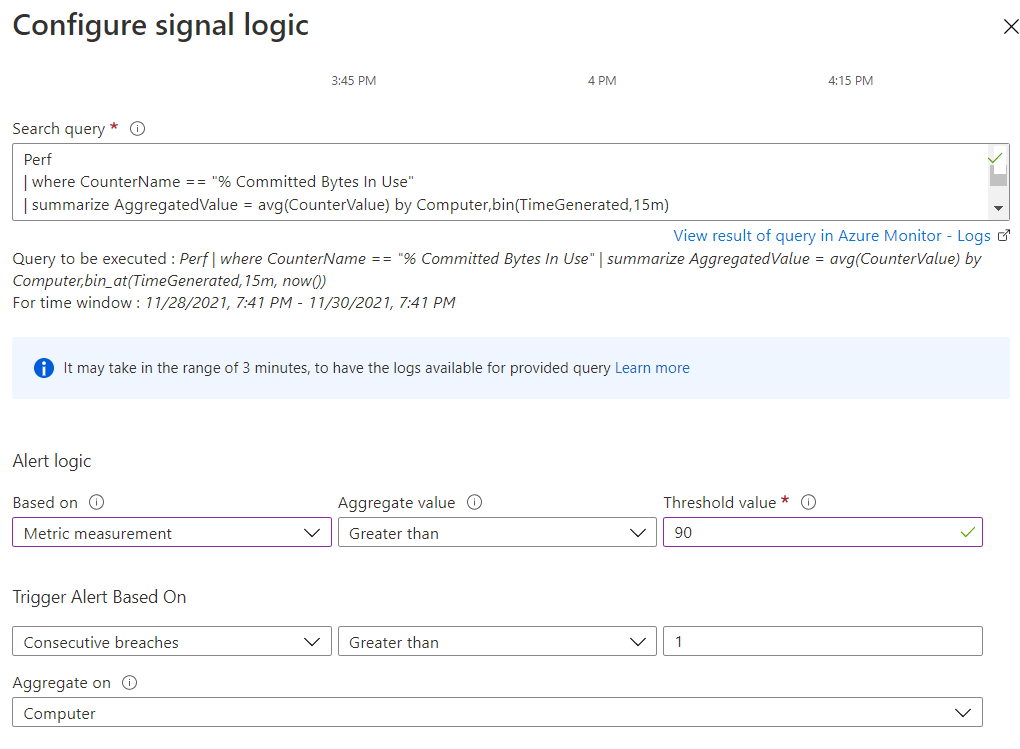 Configure signal logic
3:45 PM
4 PM
4:15 PM
Search query *
Perf
| where CounterName == "% Committed Bytes In Use"
| summarize AggregatedValue = avg(CounterValue) by Computer,bin(TimeGenerated,15m)
View result of query in Azure Monitor - Logs
Query to be executed : Perf | where CounterName == "% Committed Bytes In Use" | summarize AggregatedValue = avg(CounterValue) by
Computer,bin_at(TimeGenerated,15m, now())
For time window : 11/28/2021, 7:41 PM - 11/30/2021, 7:41 PM
It may take in the range of 3 minutes, to have the logs available for provided query Learn more
Alert logic
Based on
Aggregate value
Threshold value *
Metric measurement
Greater than
90
Trigger Alert Based On
Consecutive breaches
Greater than
1
Aggregate on
Computer